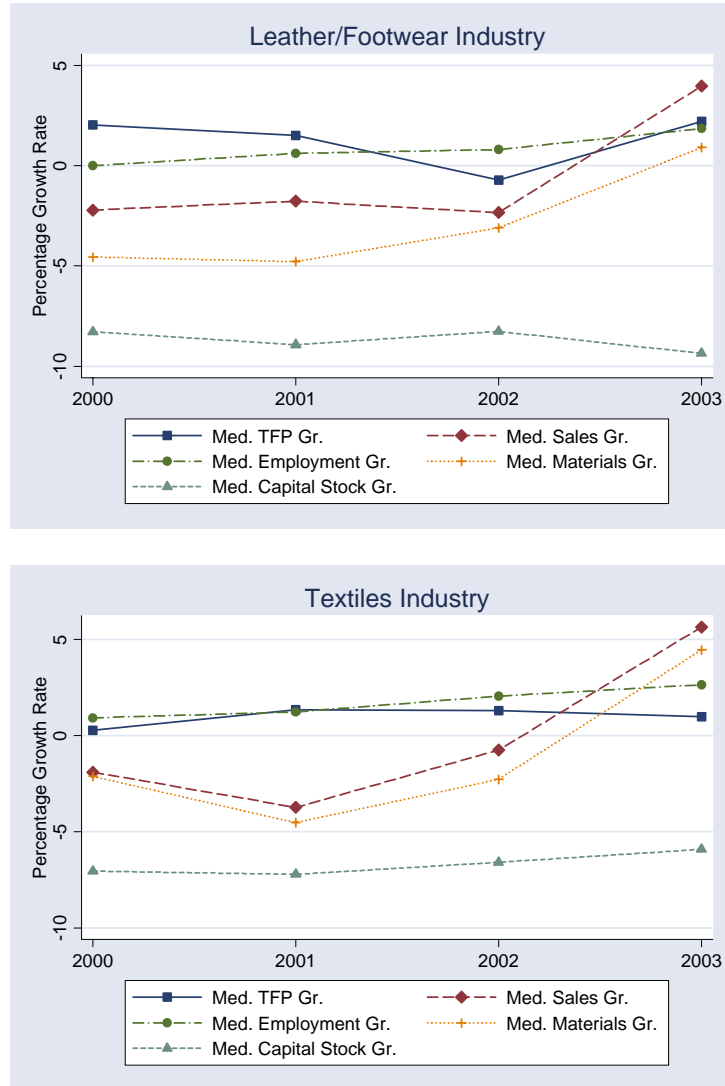 Leather/Footwear Industry
Percentage Growth Rate
5
0
-5
-10
2000 2001 2002 2003
Med. TFP Gr. Med. Sales Gr.
Med. Employment Gr. Med. Materials Gr.
Med. Capital Stock Gr.
Textiles Industry
Percentage Growth Rate
5
0
-5
-10
2000 2001 2002 2003
Med. TFP Gr. Med. Sales Gr.
Med. Employment Gr. Med. Materials Gr.
Med. Capital Stock Gr.